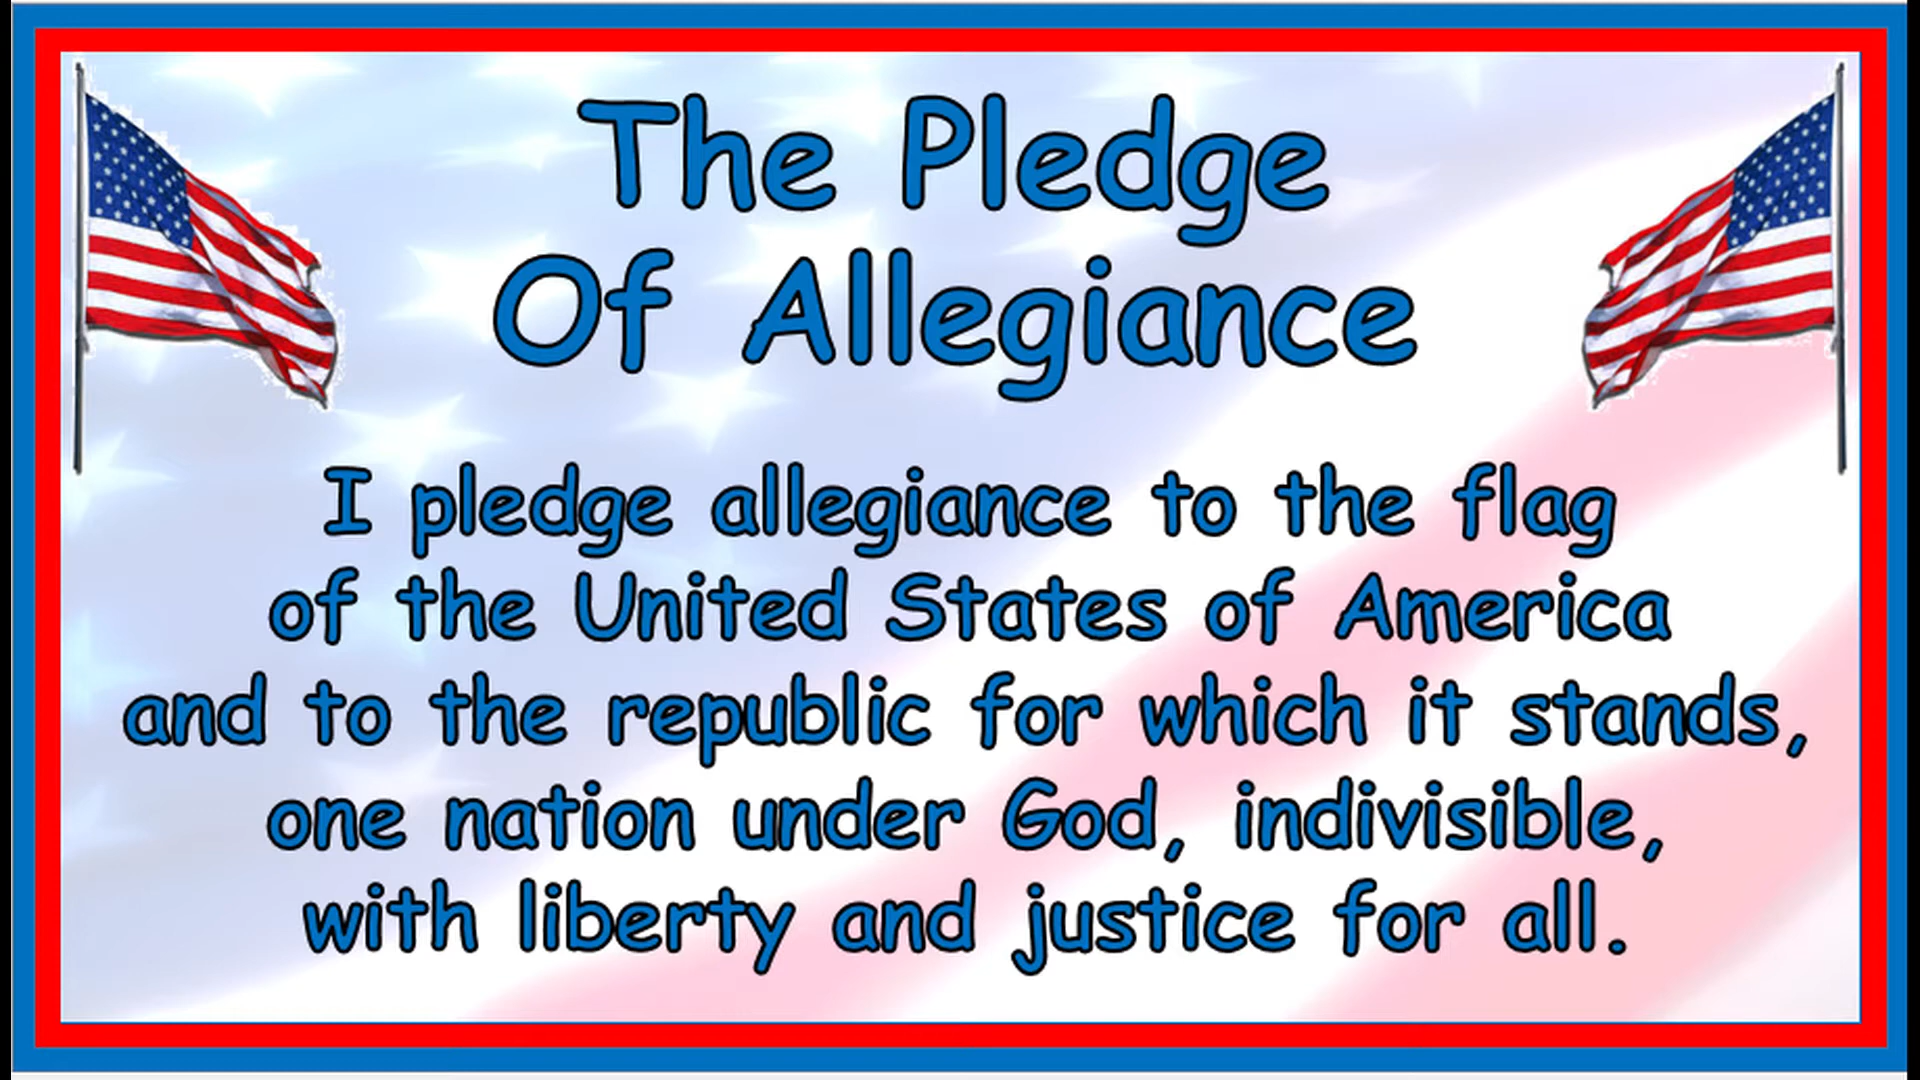 The Pledge
Of Allegiance
I pledge allegiance to the flag
of the United States of America
and to the republic for which it stands,
one nation under God, indivisible,
with liberty and justice for all.